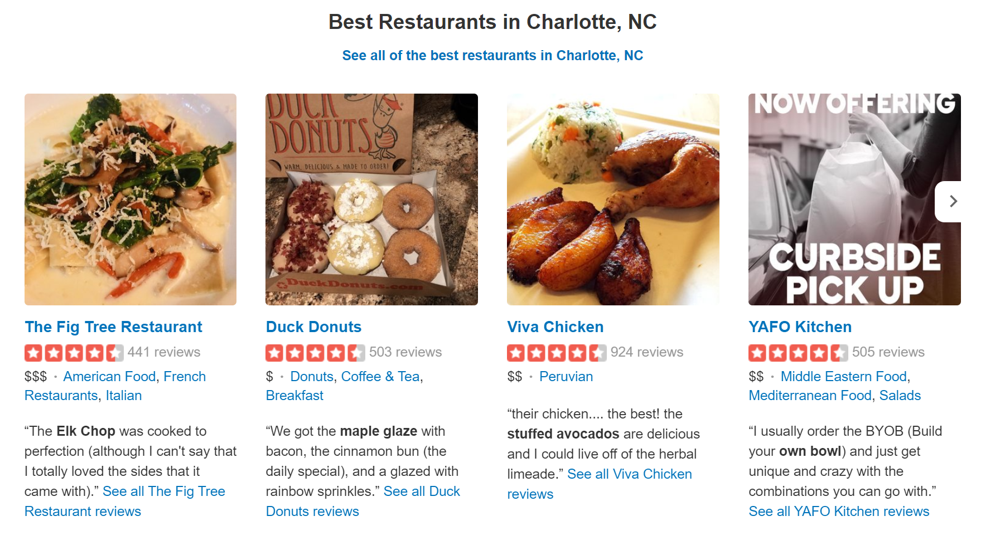 Best Restaurants in Charlotte, NC
See all of the best restaurants in Charlotte, NC
DUCK
DONUTS
WARM, DELICIOUS & MADE TO ORDER!
DuckDonuts.com
NOW OFFERING
CURBSIDE
PICK UP
The Fig Tree Restaurant
441 reviews
$$$ · American Food, French
Restaurants, Italian
“The Elk Chop was cooked to
perfection (although I can't say that
I totally loved the sides that it
came with).” See all The Fig Tree
Restaurant reviews
Duck Donuts
503 reviews
$ · Donuts, Coffee & Tea,
Breakfast
“We got the maple glaze with
bacon, the cinnamon bun (the
daily special), and a glazed with
rainbow sprinkles.” See all Duck
Donuts reviews
Viva Chicken
924 reviews
$$ · Peruvian
“their chicken.... the best! the
stuffed avocados are delicious
and I could live off of the herbal
limeade.” See all Viva Chicken
reviews
YAFO Kitchen
505 reviews
$$ · Middle Eastern Food,
Mediterranean Food, Salads
“I usually order the BYOB (Build
your own bowl) and just get
unique and crazy with the
combinations you can go with.”
See all YAFO Kitchen reviews